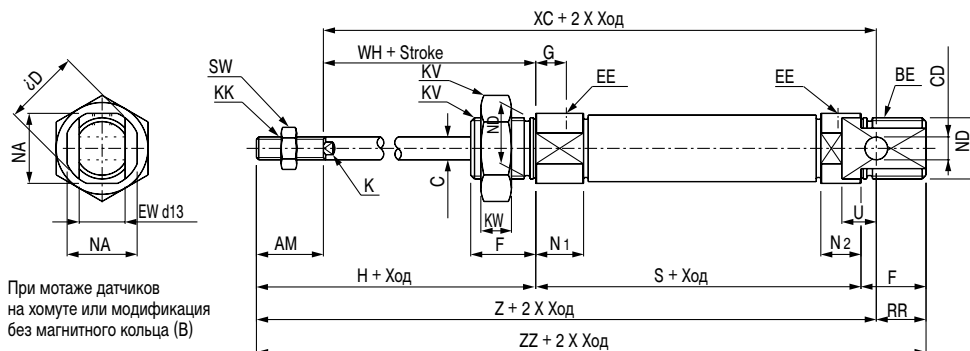 XC + 2 X Ход
WH + Stroke
G
SW
KV
KK
KV
EE
EE
BE
CD
¿D
NA
ND
ND
K
C
U
EW d13
NA
KW
AM
F
N1
N2
H + Ход
S + Ход
F
При мотаже датчиков
на хомуте или модификация
без магнитного кольца (В)
Z + 2 X Ход
RR
ZZ + 2 X Ход